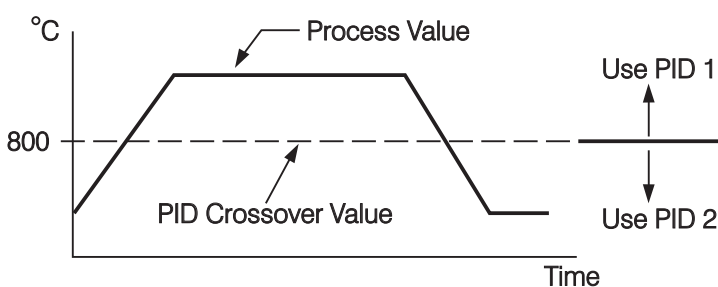 °C
Process Value
Use PID 1
800
PID Crossover Value
Use PID 2
Time